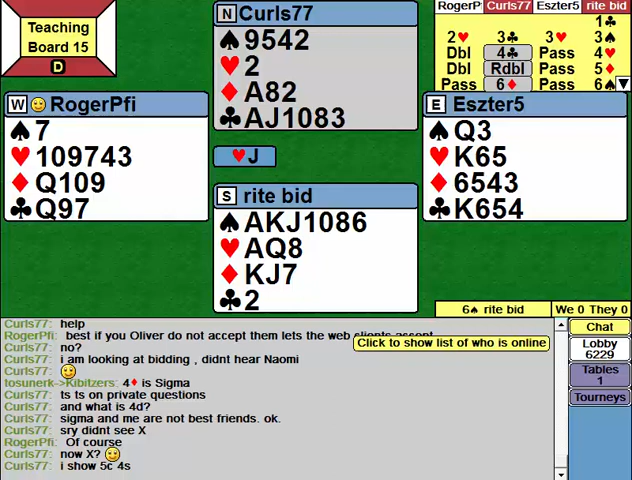 Teaching
Board 15
D
N Curls77
♠ 9542
♥ 2
♦ A82
♣ AJ1083
RogerP Curls77 Eszter5 rite bid
1♣
2♥ 3♣ 3♥ 3♠
Dbl 4♣ Pass 4♥
Dbl Rdbl Pass 5♦
Pass 6♦ Pass 6♠
W RogerPfi
♠ 7
♥ 109743
♦ Q109
♣ Q97
♥J
E Eszter5
♠ Q3
♥ K65
♦ 6543
♣ K654
S rite bid
♠ AKJ1086
♥ AQ8
♦ KJ7
♣ 2
6♠ rite bid We 0 They 0
Curls77: help
RogerPfi: best if you Oliver do not accept them lets the web clients accept
Curls77: no?
Click to show list of who is online
Curls77: i am looking at bidding , didnt hear Naomi
Curls77:
tosunerk->Kibitzers: 4♦ is Sigma
Curls77: ts ts on private questions
Curls77: and what is 4d?
Curls77: sigma and me are not best friends. ok.
Curls77: sry didnt see X
RogerPfi: Of course
Curls77: now X?
Curls77: i show 5c 4s
Chat
Lobby
6229
Tables
1
Tourneys